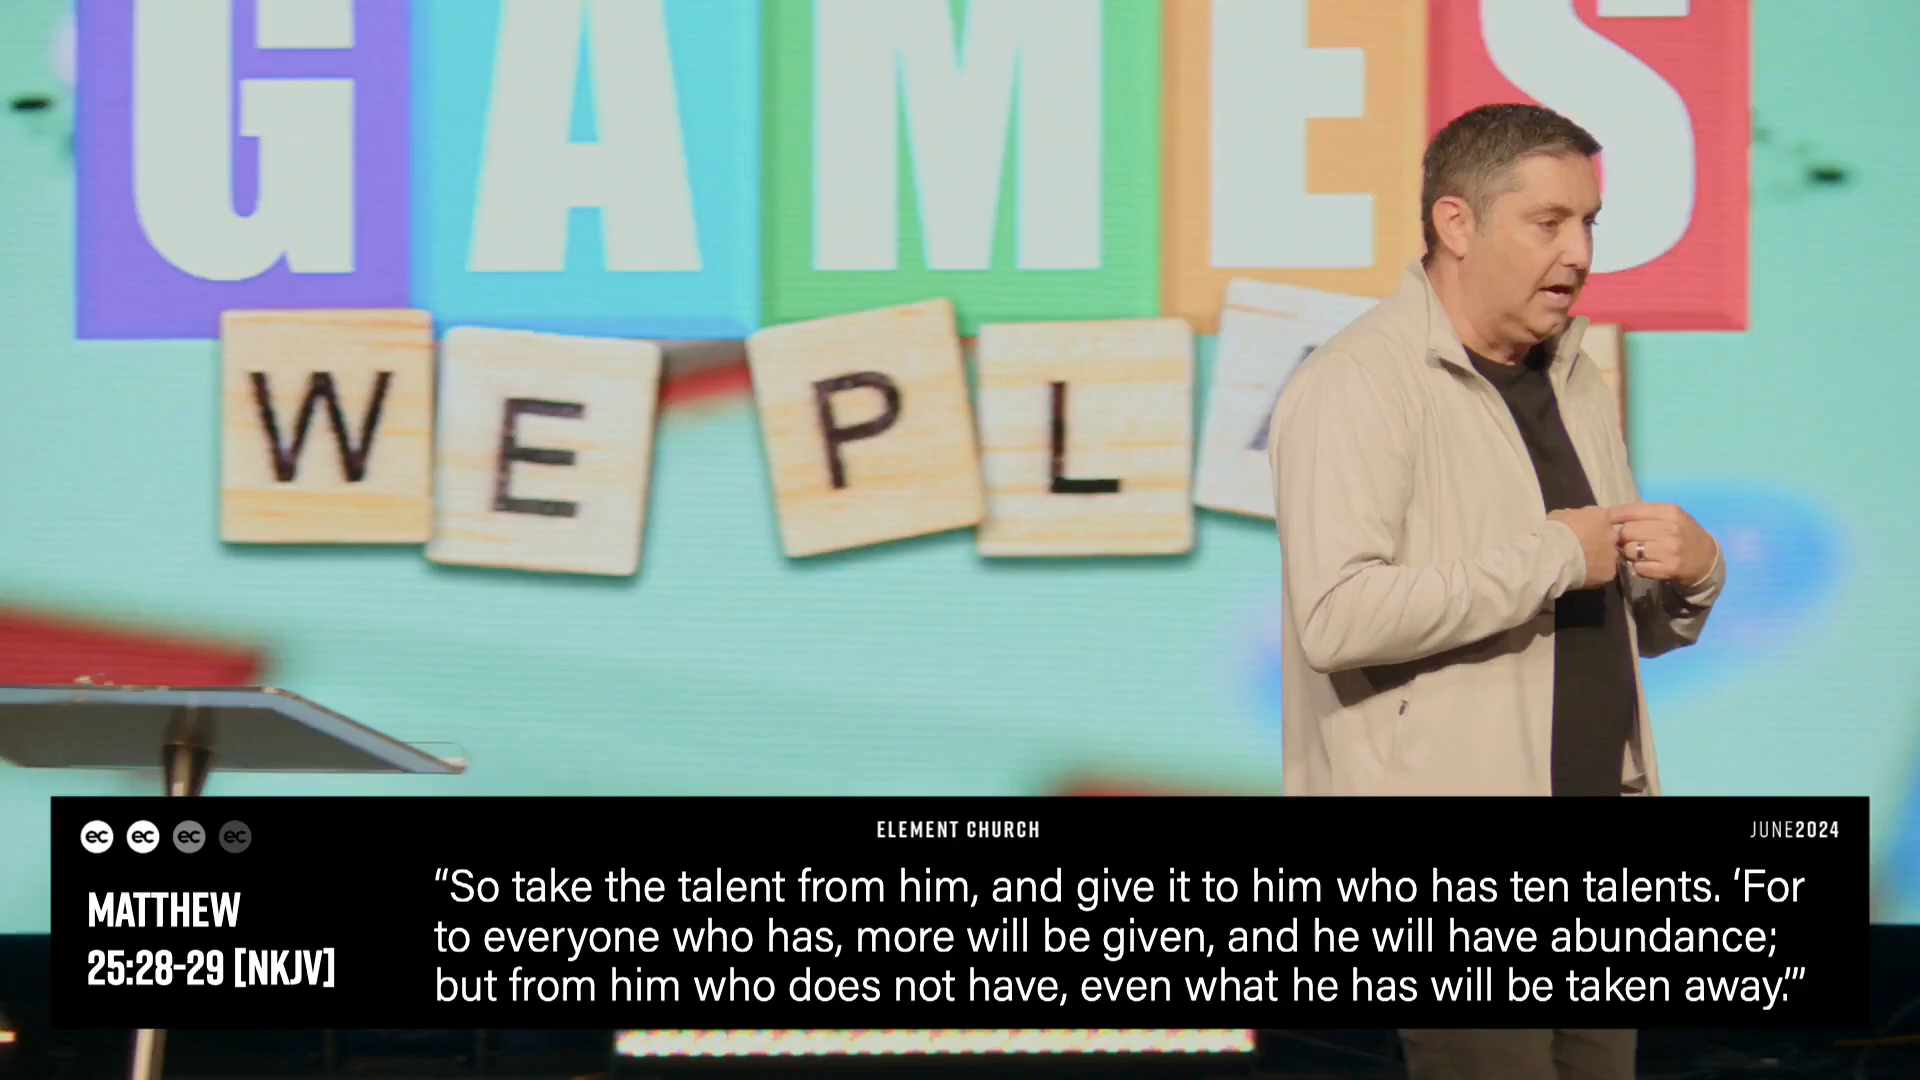 GAMES
WE PLA
ec ec ec ec
ELEMENT CHURCH
JUNE2024
MATTHEW
25:28-29 [NKJV]
“So take the talent from him, and give it to him who has ten talents. ‘For
to everyone who has, more will be given, and he will have abundance;
but from him who does not have, even what he has will be taken away.’”